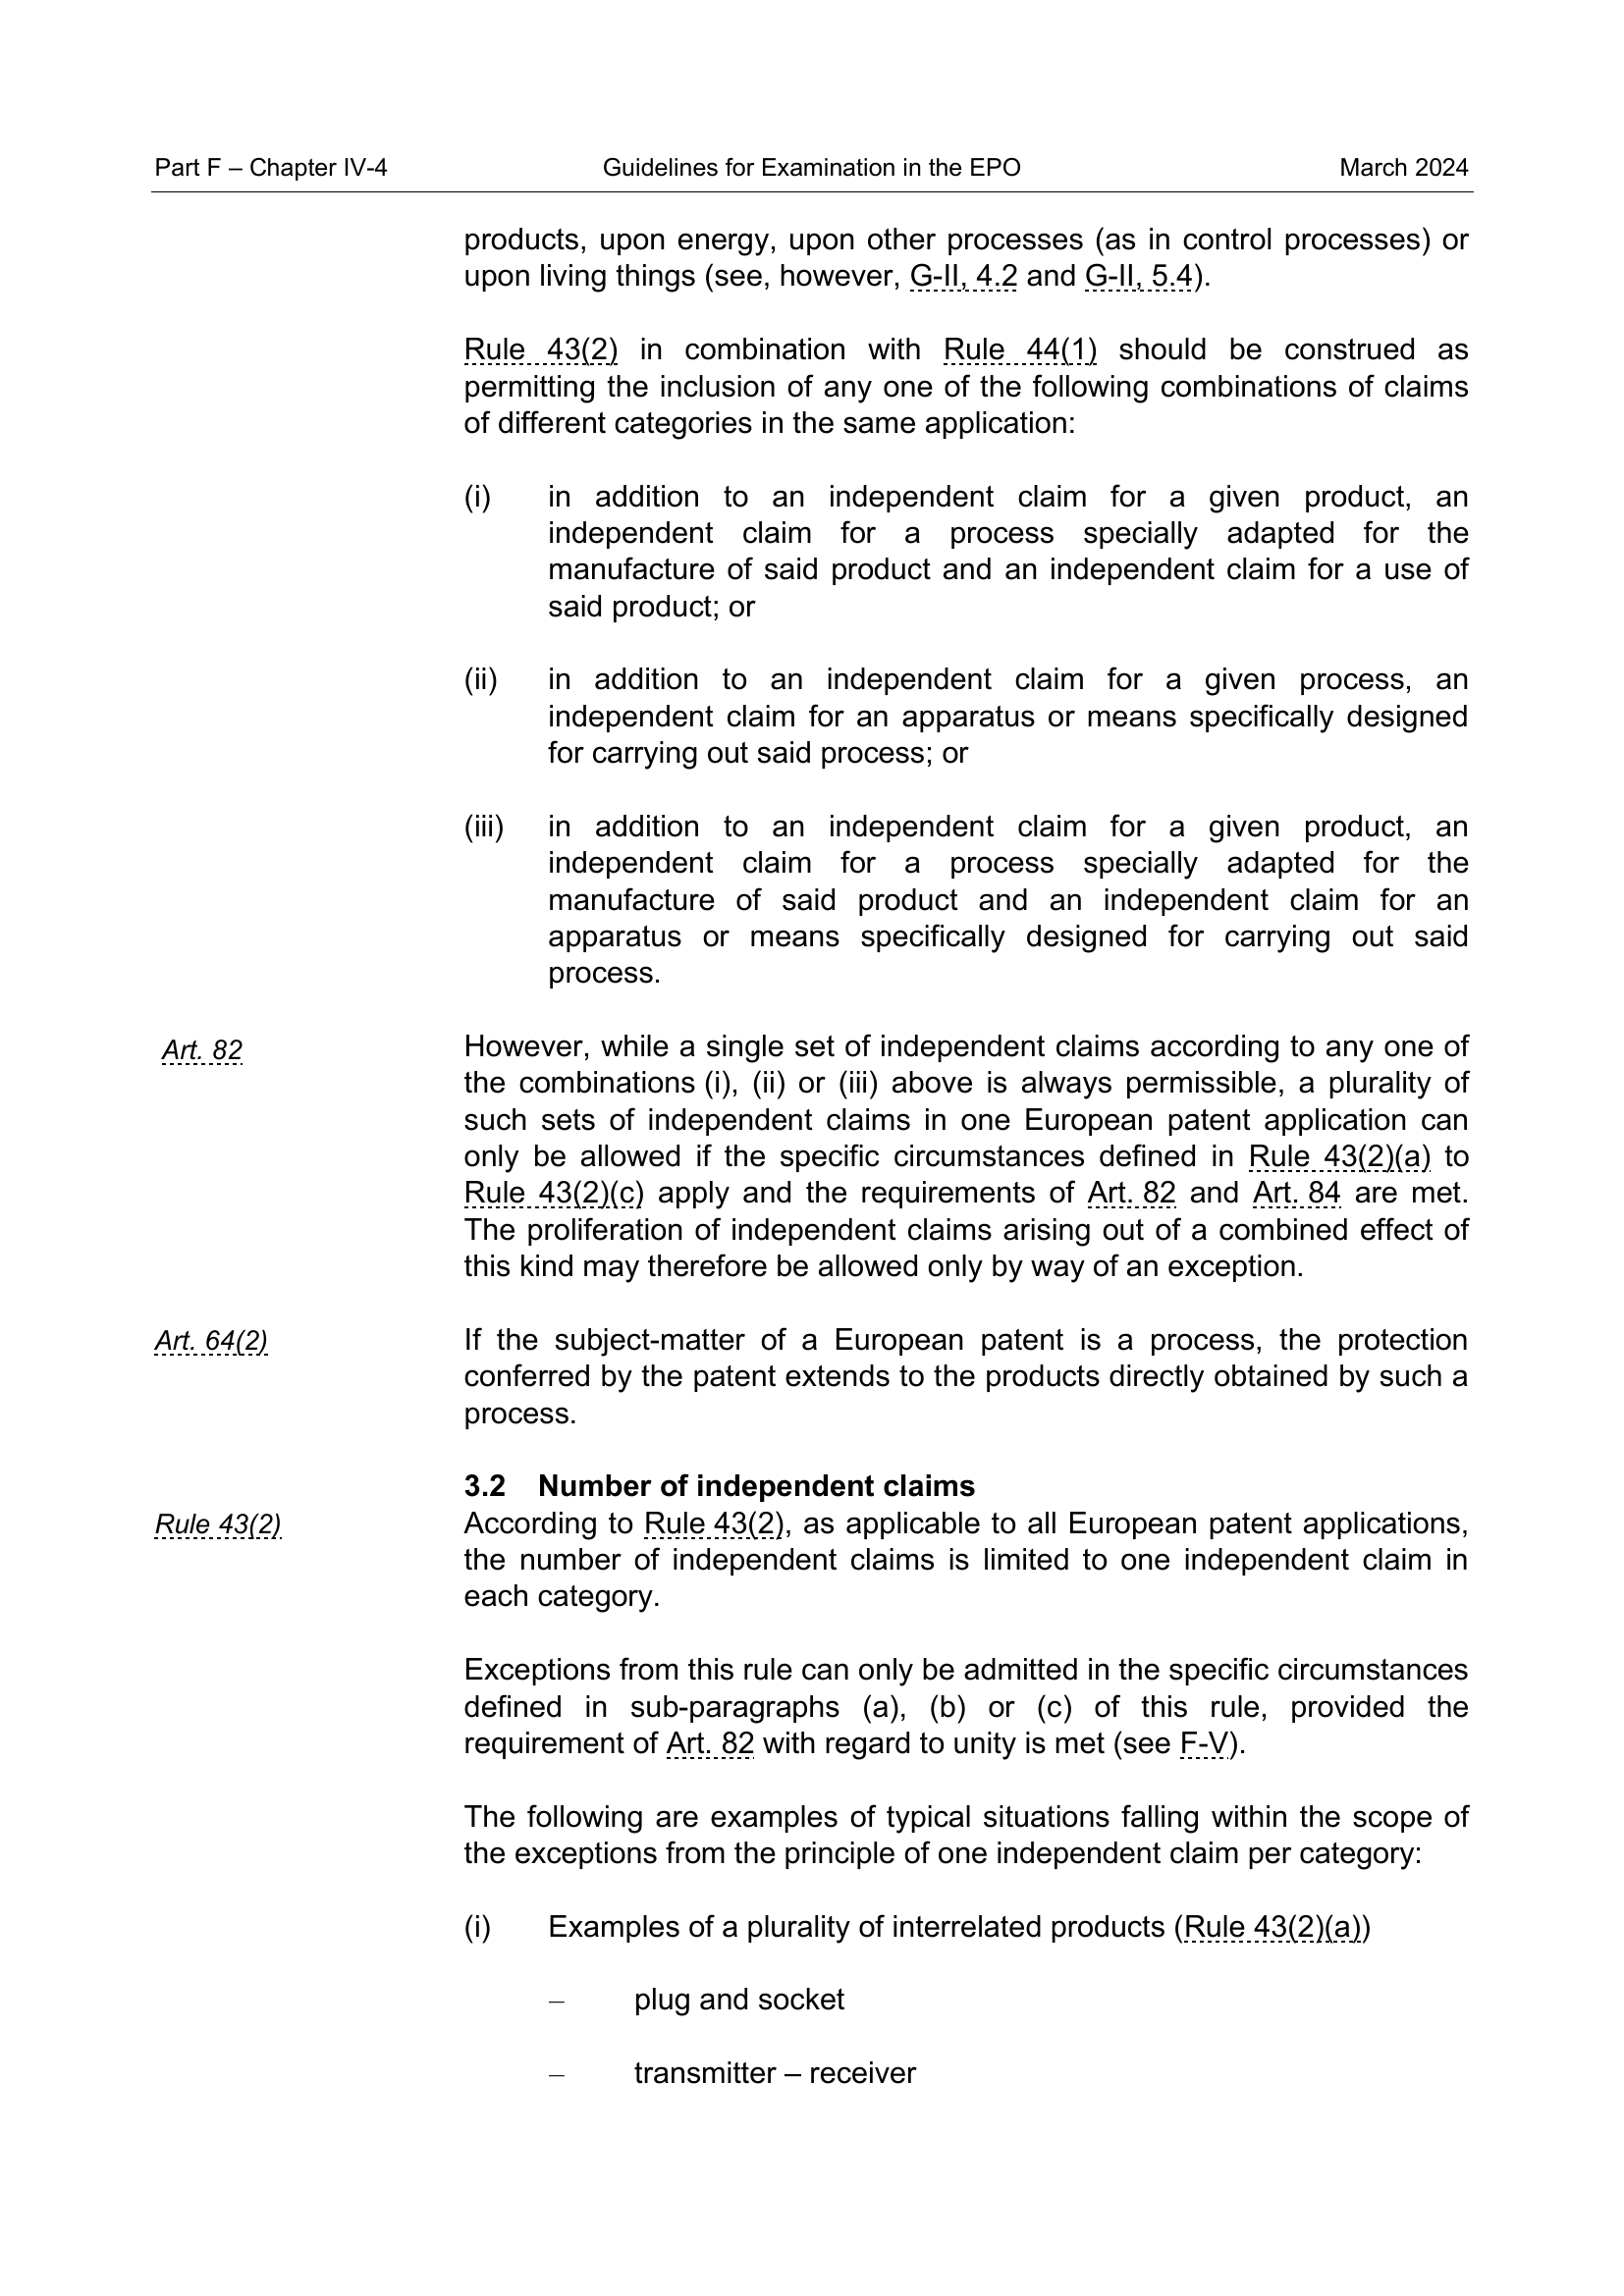 Part F – Chapter IV-4 Guidelines for Examination in the EPO March 2024
products, upon energy, upon other processes (as in control processes) or
upon living things (see, however, G-II, 4.2 and G-II, 5.4).
Rule 43(2) in combination with Rule 44(1) should be construed as
permitting the inclusion of any one of the following combinations of claims
of different categories in the same application:
(i) in addition to an independent claim for a given product, an
independent claim for a process specially adapted for the
manufacture of said product and an independent claim for a use of
said product; or
(ii) in addition to an independent claim for a given process, an
independent claim for an apparatus or means specifically designed
for carrying out said process; or
(iii) in addition to an independent claim for a given product, an
independent claim for a process specially adapted for the
manufacture of said product and an independent claim for an
apparatus or means specifically designed for carrying out said
process.
Art. 82 However, while a single set of independent claims according to any one of
the combinations (i), (ii) or (iii) above is always permissible, a plurality of
such sets of independent claims in one European patent application can
only be allowed if the specific circumstances defined in Rule 43(2)(a) to
Rule 43(2)(c) apply and the requirements of Art. 82 and Art. 84 are met.
The proliferation of independent claims arising out of a combined effect of
this kind may therefore be allowed only by way of an exception.
Art. 64(2) If the subject-matter of a European patent is a process, the protection
conferred by the patent extends to the products directly obtained by such a
process.
3.2 Number of independent claims
Rule 43(2) According to Rule 43(2), as applicable to all European patent applications,
the number of independent claims is limited to one independent claim in
each category.
Exceptions from this rule can only be admitted in the specific circumstances
defined in sub-paragraphs (a), (b) or (c) of this rule, provided the
requirement of Art. 82 with regard to unity is met (see F-V).
The following are examples of typical situations falling within the scope of
the exceptions from the principle of one independent claim per category:
(i) Examples of a plurality of interrelated products (Rule 43(2)(a))
– plug and socket
– transmitter – receiver